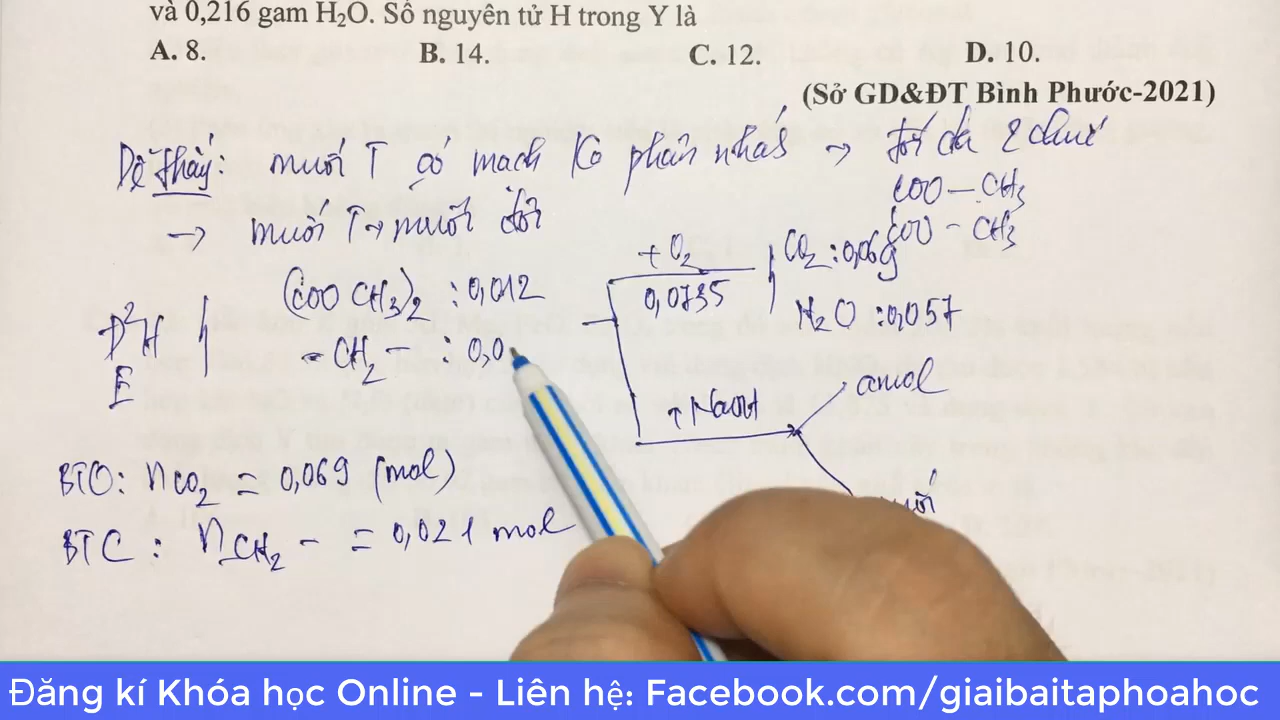 và 0,216 gam H₂O. Số nguyên tử H trong Y là
A. 8. B. 14. C. 12. D. 10.
(Sở GD&ĐT Bình Phước-2021)
Dễ thấy: muối T có mạch Ko phân nhánh → tối đa 2 chức
COO – CH₃
COO – CH₃
→ muối T → muối đôi
+ O₂
0,0735
CO₂ : 0,069
H₂O : 0,057
Đ²H
E
(COO CH₃)₂ : 0,012
- CH₂ - : 0,0
+ NaOH
amol
muối
BTO: nCO₂ = 0,069 (mol)
BTC: nCH₂ - = 0,021 mol
Đăng kí Khóa học Online - Liên hệ: Facebook.com/giaibaitaphoahoc